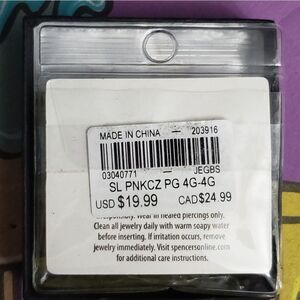 MADE IN CHINA — 203916
03040771 — JEGBS
SL PNKCZ PG 4G-4G
USD $19.99 CAD $24.99
responsibly. Wear in healed piercings only.
Clean all jewelry daily with warm soapy water
before inserting. If irritation occurs, remove
jewelry immediately. Visit spencersonline.com
for additional care instructions.